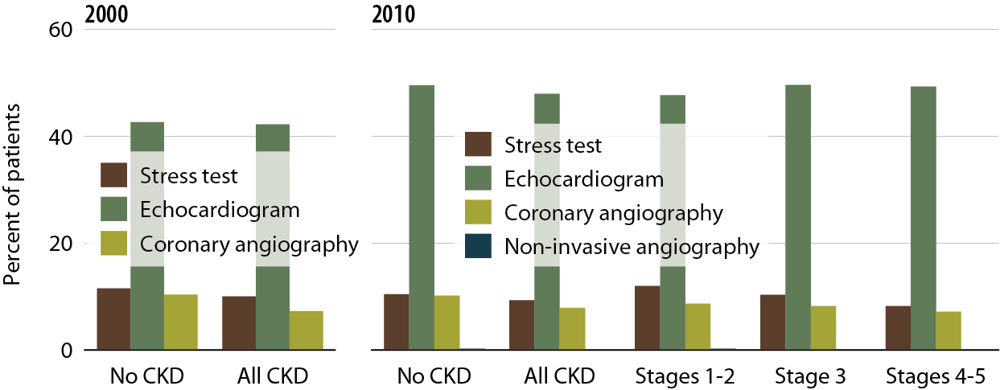 2000
2010
Percent of patients
60
40
20
0
Stress test
Echocardiogram
Coronary angiography
Stress test
Echocardiogram
Coronary angiography
Non-invasive angiography
No CKD
All CKD
No CKD
All CKD
Stages 1-2
Stage 3
Stages 4-5